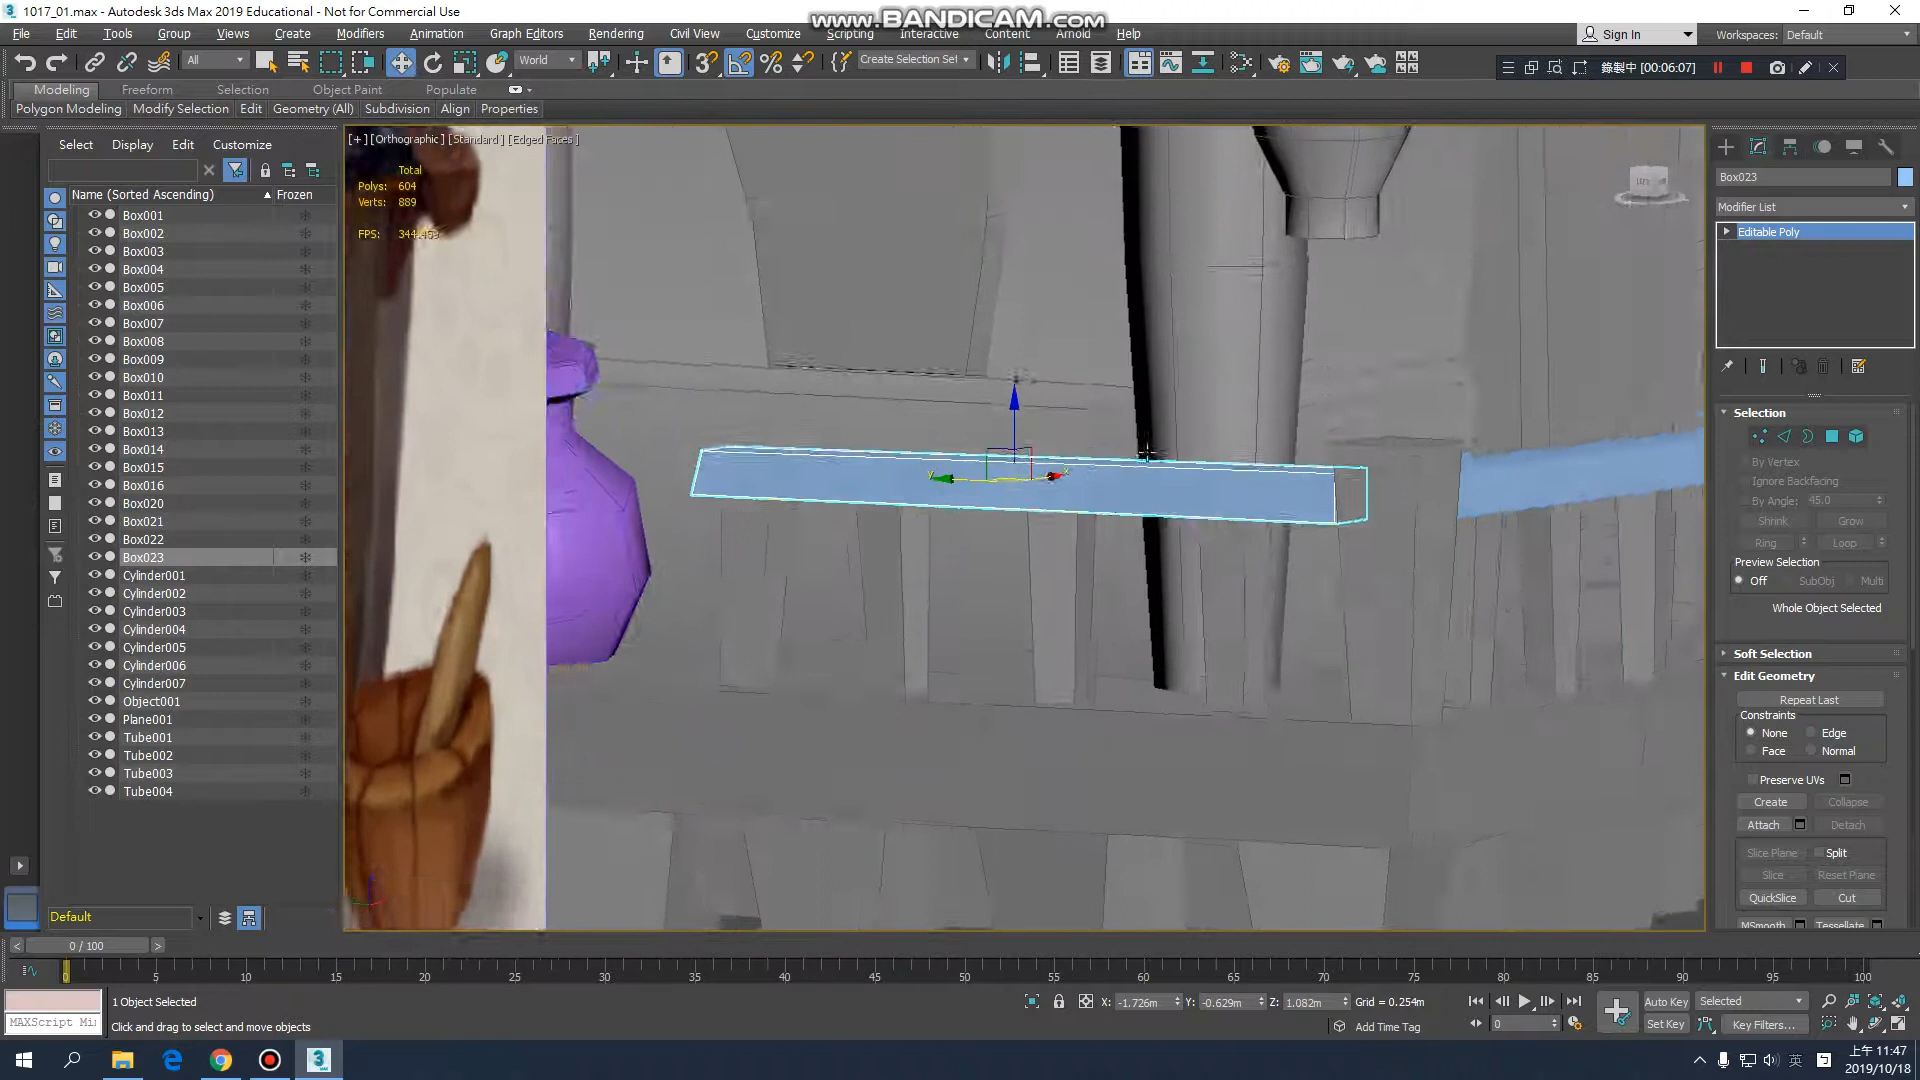 1017_01.max - Autodesk 3ds Max 2019 Educational - Not for Commercial Use
www.BANDICAM.com
File Edit Tools Group Views Create Modifiers Animation Graph Editors Rendering Civil View Customize Scripting Interactive Content Arnold Help
Sign In
Workspaces: Default
All
World
Create Selection Set
錄製中 [00:06:07]
Modeling Freeform Selection Object Paint Populate
Polygon Modeling Modify Selection Edit Geometry (All) Subdivision Align Properties
Select Display Edit Customize
Name (Sorted Ascending) Frozen
Box001
Box002
Box003
Box004
Box005
Box006
Box007
Box008
Box009
Box010
Box011
Box012
Box013
Box014
Box015
Box016
Box020
Box021
Box022
Box023
Cylinder001
Cylinder002
Cylinder003
Cylinder004
Cylinder005
Cylinder006
Cylinder007
Object001
Plane001
Tube001
Tube002
Tube003
Tube004
Default
[+] [Orthographic] [Standard] [Edged Faces]
Total
Polys: 604
Verts: 889
FPS:
Box023
Modifier List
Editable Poly
Selection
By Vertex
Ignore Backfacing
By Angle: 45.0
Shrink Grow
Ring Loop
Preview Selection
Off SubObj Multi
Whole Object Selected
Soft Selection
Edit Geometry
Repeat Last
Constraints
None Edge
Face Normal
Preserve UVs
Create Collapse
Attach Detach
Slice Plane Split
Slice Reset Plane
QuickSlice Cut
MSmooth Tessellate
0 / 100
0 5 10 15 20 25 30 35 40 45 50 55 60 65 70 75 80 85 90 95 100
1 Object Selected
X: -1.726m Y: -0.629m Z: 1.082m Grid = 0.254m
Auto Key Selected
MAXScript Mi
Click and drag to select and move objects
Add Time Tag
0
Set Key Key Filters...
英
上午 11:47
2019/10/18